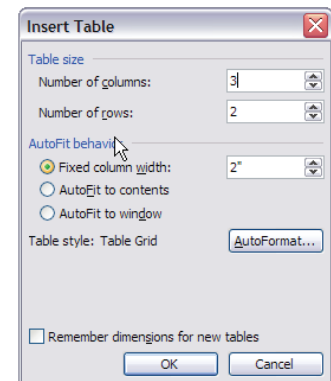 Insert Table
Table size
Number of columns: 3
Number of rows: 2
AutoFit behavior
Fixed column width: 2"
AutoFit to contents
AutoFit to window
Table style: Table Grid AutoFormat...
Remember dimensions for new tables
OK Cancel